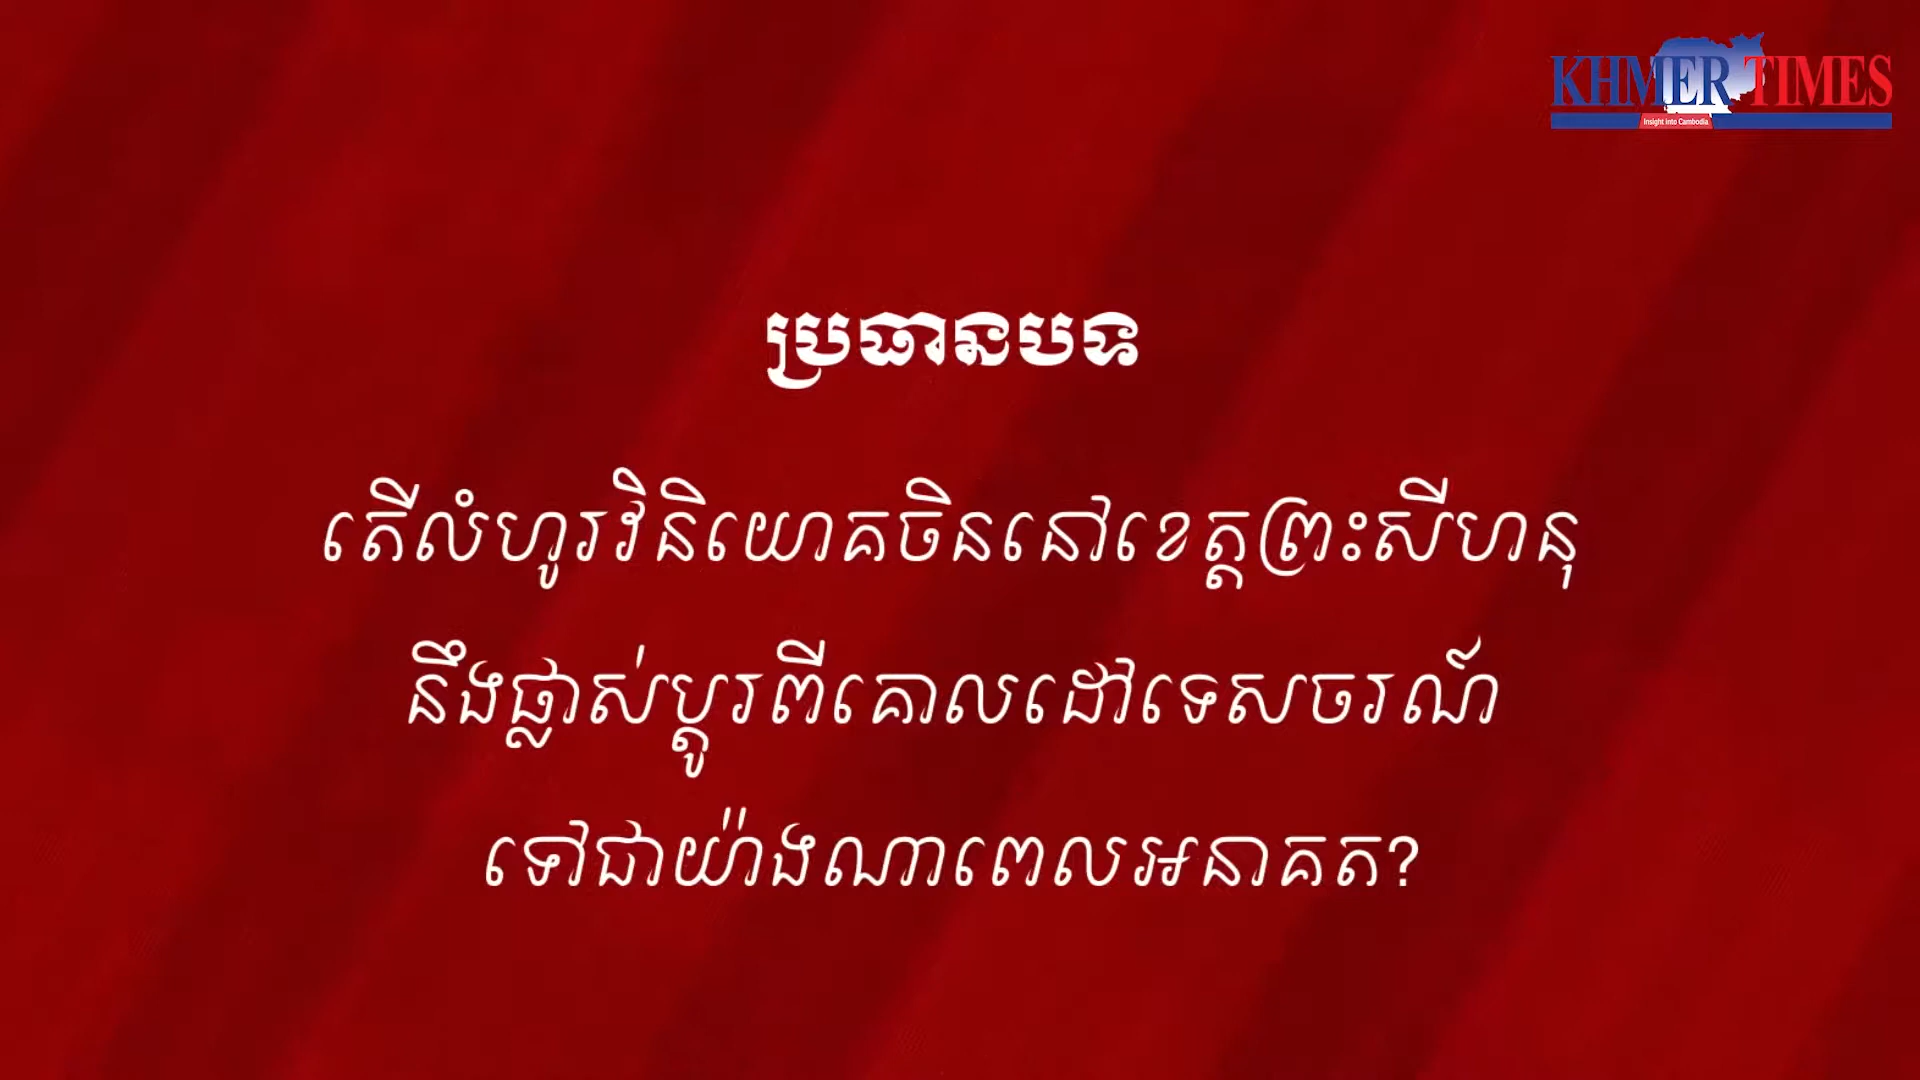 KHMER TIMES
Insight into Cambodia
ប្រធានបទ
តើលំហូរវិនិយោគចិននៅខេត្តព្រះសីហនុ
នឹងផ្លាស់ប្តូរពីគោលដៅទេសចរណ៍
ទៅជាយ៉ាងណាពេលអនាគត?